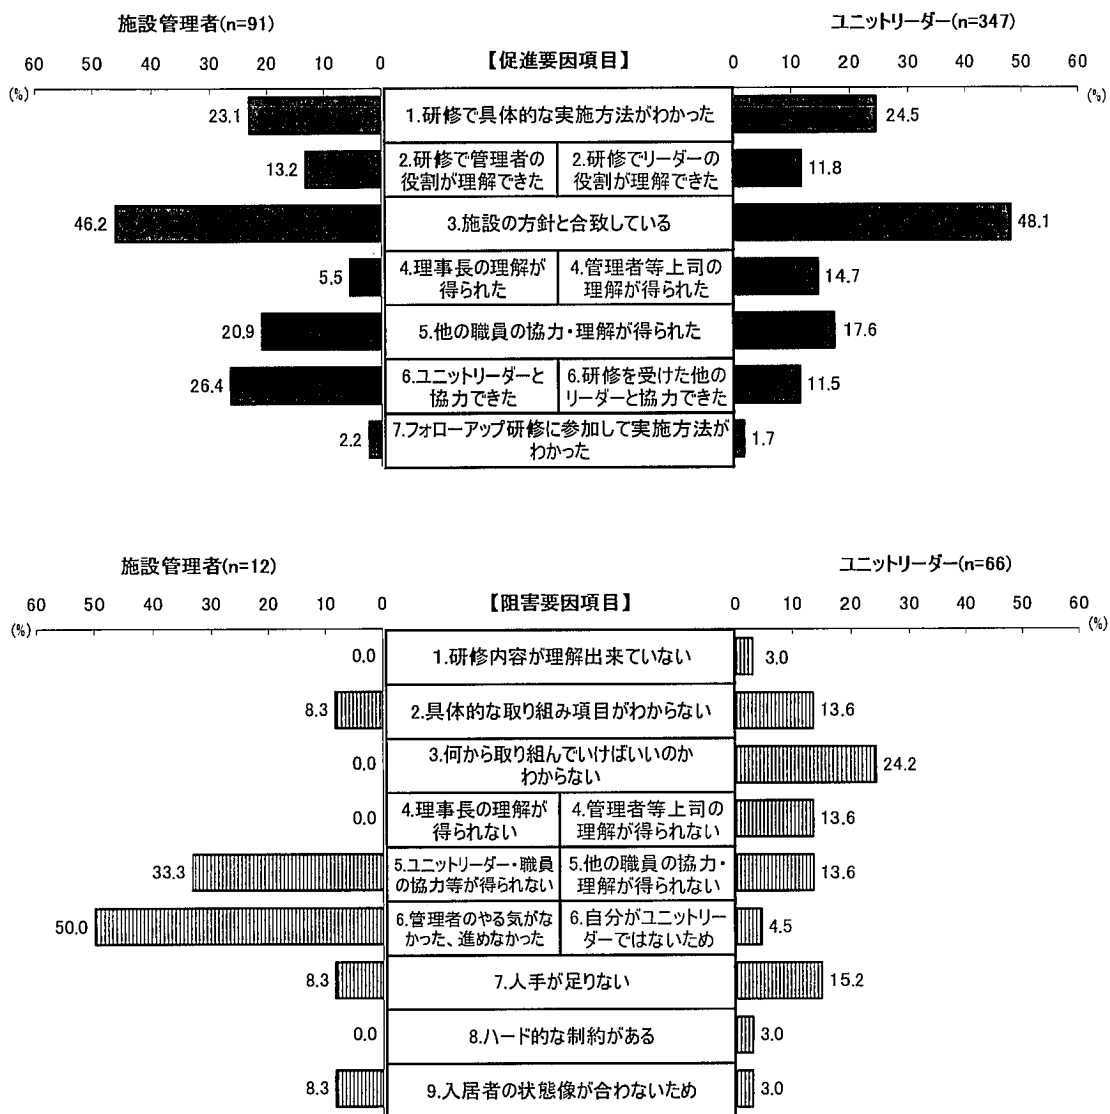 施設管理者(n=91)
ユニットリーダー(n=347)
60 50 40 30 20 10 0 【促進要因項目】 0 10 20 30 40 50 60
(%) (%)
23.1 1.研修で具体的な実施方法がわかった 24.5
2.研修で管理者の 2.研修でリーダーの
13.2 役割が理解できた 役割が理解できた 11.8
46.2 3.施設の方針と合致している 48.1
4.理事長の理解が 4.管理者等上司の
5.5 得られた 理解が得られた 14.7
20.9 5.他の職員の協力・理解が得られた 17.6
6.ユニットリーダーと 6.研修を受けた他の
26.4 協力できた リーダーと協力できた 11.5
7.フォローアップ研修に参加して実施方法が
2.2 わかった 1.7
施設管理者(n=12)
ユニットリーダー(n=66)
60 50 40 30 20 10 0 【阻害要因項目】 0 10 20 30 40 50 60
(%) (%)
0.0 1.研修内容が理解出来ていない 3.0
8.3 2.具体的な取り組み項目がわからない 13.6
3.何から取り組んでいけばいいのか
0.0 わからない 24.2
4.理事長の理解が 4.管理者等上司の
0.0 得られない 理解が得られない 13.6
5.ユニットリーダー・職員 5.他の職員の協力・
33.3 の協力等が得られない 理解が得られない 13.6
6.管理者のやる気がな 6.自分がユニットリー
50.0 かった、進めなかった ダーではないため 4.5
8.3 7.人手が足りない 15.2
0.0 8.ハード的な制約がある 3.0
8.3 9.入居者の状態像が合わないため 3.0